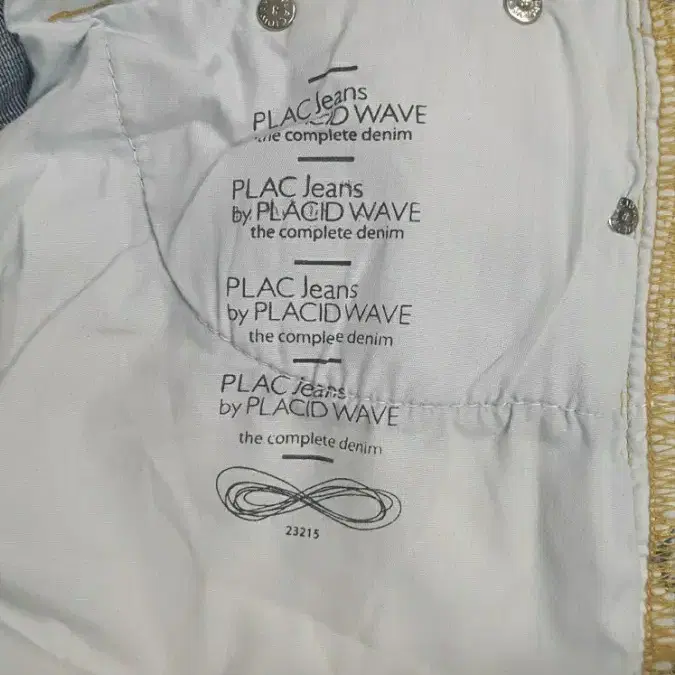 PLAC Jeans
PLACID WAVE
the complete denim
PLAC Jeans
by PLACID WAVE
the complete denim
PLAC Jeans
by PLACID WAVE
the complee denim
PLAC Jeans
by PLACID WAVE
the complete denim
23215